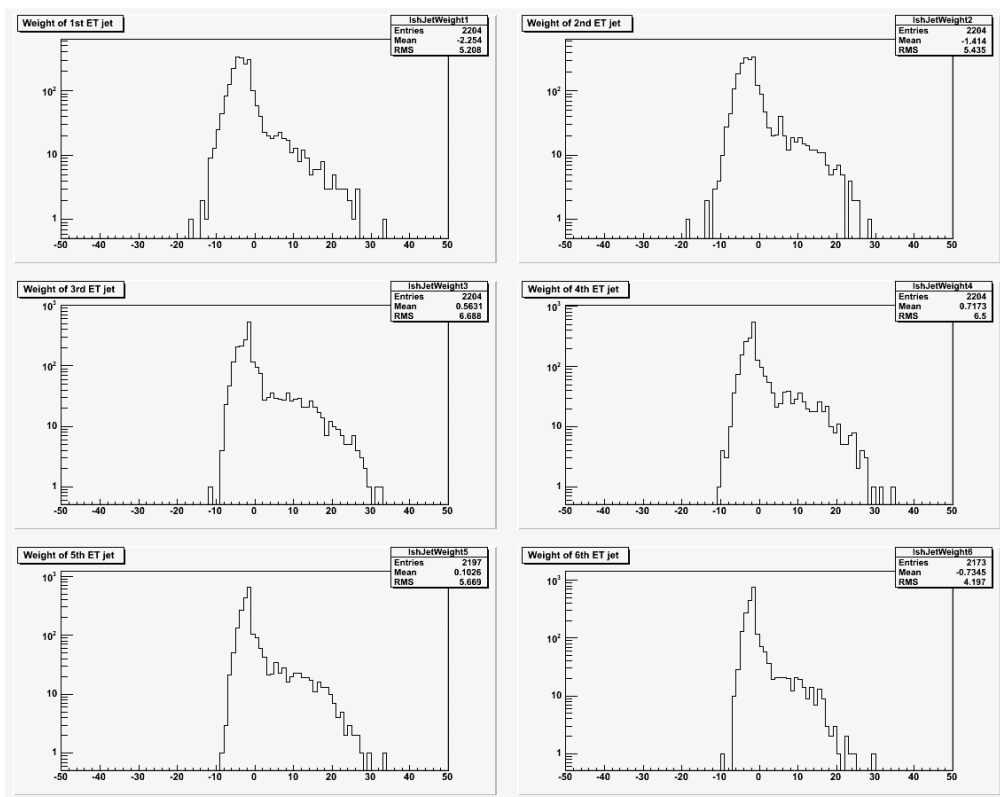 Weight of 1st ET jet
IshJetWeight1
Entries 2204
Mean -2.254
RMS 5.208
10²
10
1
-50 -40 -30 -20 -10 0 10 20 30 40 50
Weight of 2nd ET jet
IshJetWeight2
Entries 2204
Mean -1.414
RMS 5.435
10²
10
1
-50 -40 -30 -20 -10 0 10 20 30 40 50
Weight of 3rd ET jet
IshJetWeight3
Entries 2204
Mean 0.5631
RMS 6.688
10³
10²
10
1
-50 -40 -30 -20 -10 0 10 20 30 40 50
Weight of 4th ET jet
IshJetWeight4
Entries 2204
Mean 0.7173
RMS 6.5
10³
10²
10
1
-50 -40 -30 -20 -10 0 10 20 30 40 50
Weight of 5th ET jet
IshJetWeight5
Entries 2197
Mean 0.1026
RMS 5.669
10³
10²
10
1
-50 -40 -30 -20 -10 0 10 20 30 40 50
Weight of 6th ET jet
IshJetWeight6
Entries 2173
Mean -0.7345
RMS 4.197
10³
10²
10
1
-50 -40 -30 -20 -10 0 10 20 30 40 50